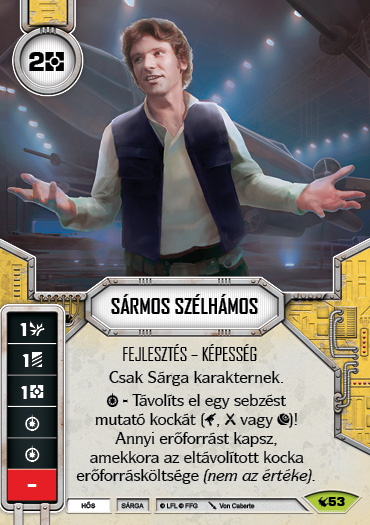 2
SÁRMOS SZÉLHÁMOS
FEJLESZTÉS – KÉPESSÉG
Csak Sárga karakternek.
- Távolíts el egy sebzést
mutató kockát ( , vagy )!
Annyi erőforrást kapsz,
amekkora az eltávolított kocka
erőforrásköltsége (nem az értéke).
1
1
1
–
HŐS
SÁRGA
© LFL © FFG
Von Caberte
53